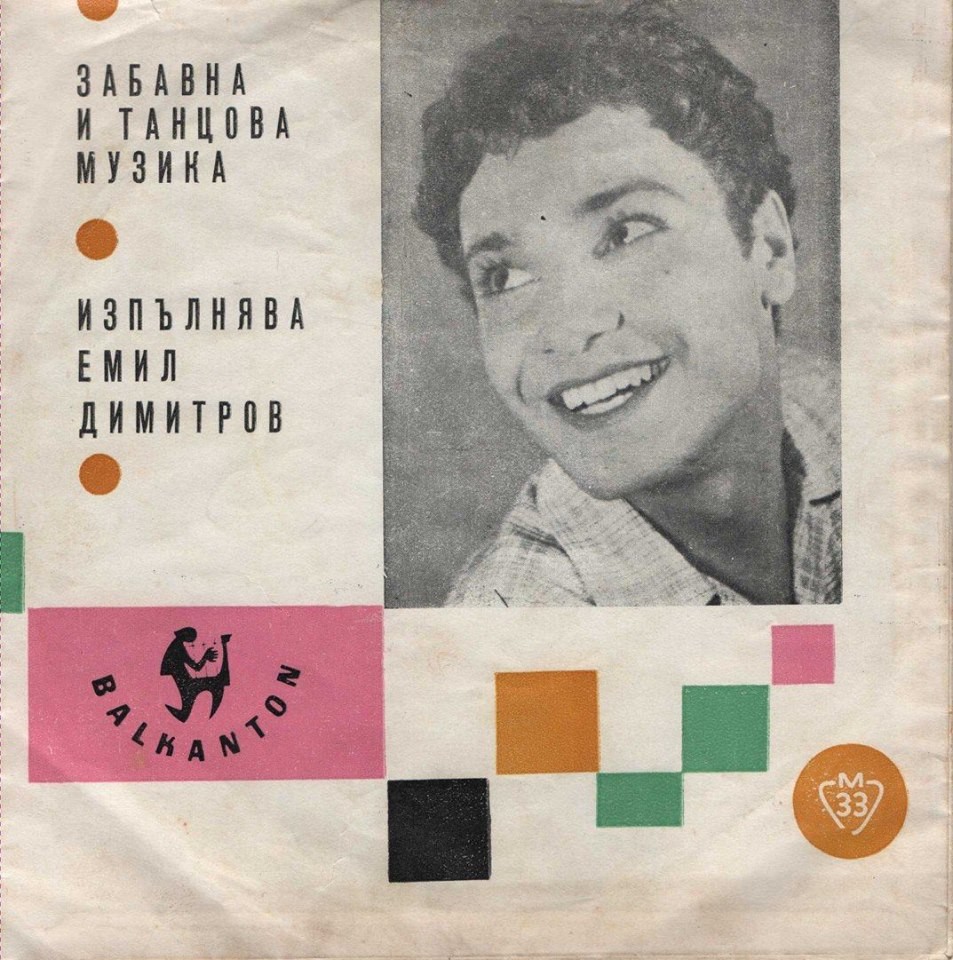 ЗАБАВНА
И ТАНЦОВА
МУЗИКА
ИЗПЪЛНЯВА
ЕМИЛ
ДИМИТРОВ
BALKANTON
М
33